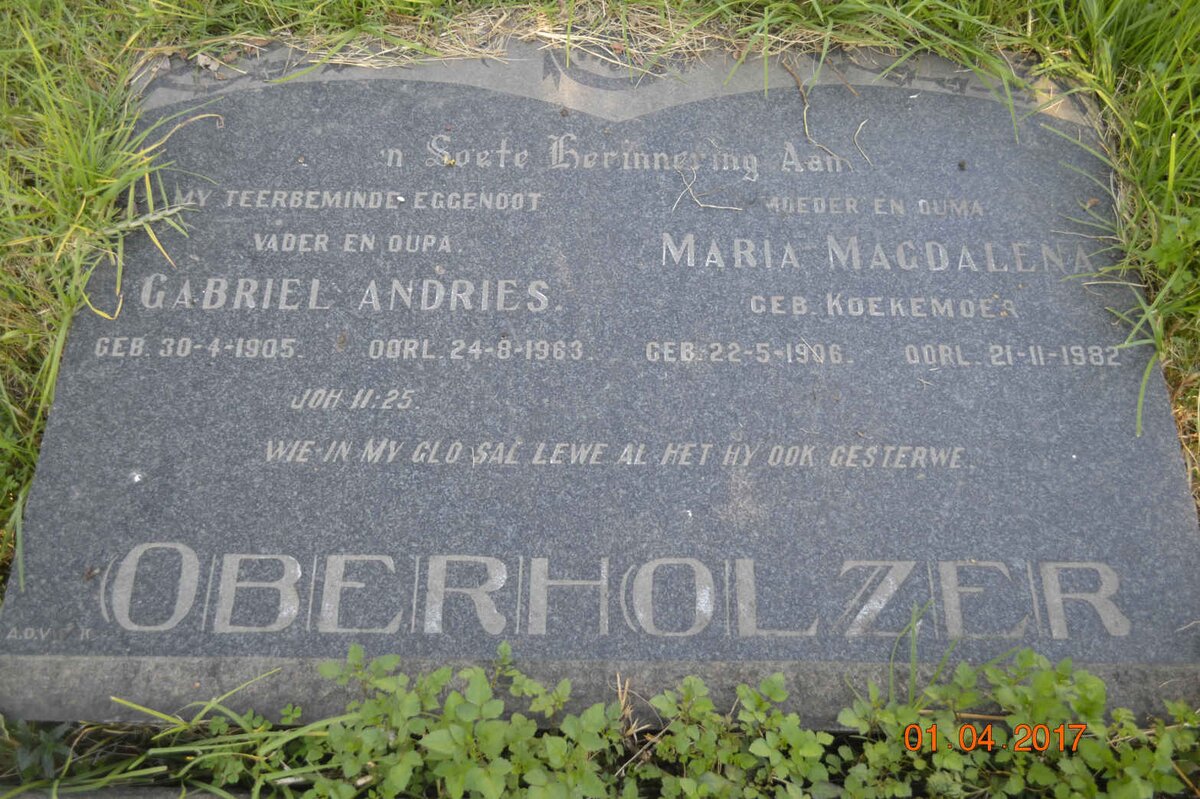 'n Soete Herinnering Aan
MY TEERBEMINDE EGGENOOT
VADER EN OUPA
GABRIEL ANDRIES.
GEB. 30-4-1905. OORL. 24-8-1963.
MOEDER EN OUMA
MARIA MAGDALENA
GEB. KOEKEMOER
GEB. 22-5-1906. OORL. 21-11-1982
JOH 11:25.
WIE IN MY GLO SAL LEWE AL HET HY OOK GESTERWE.
OBERHOLZER
01.04.2017